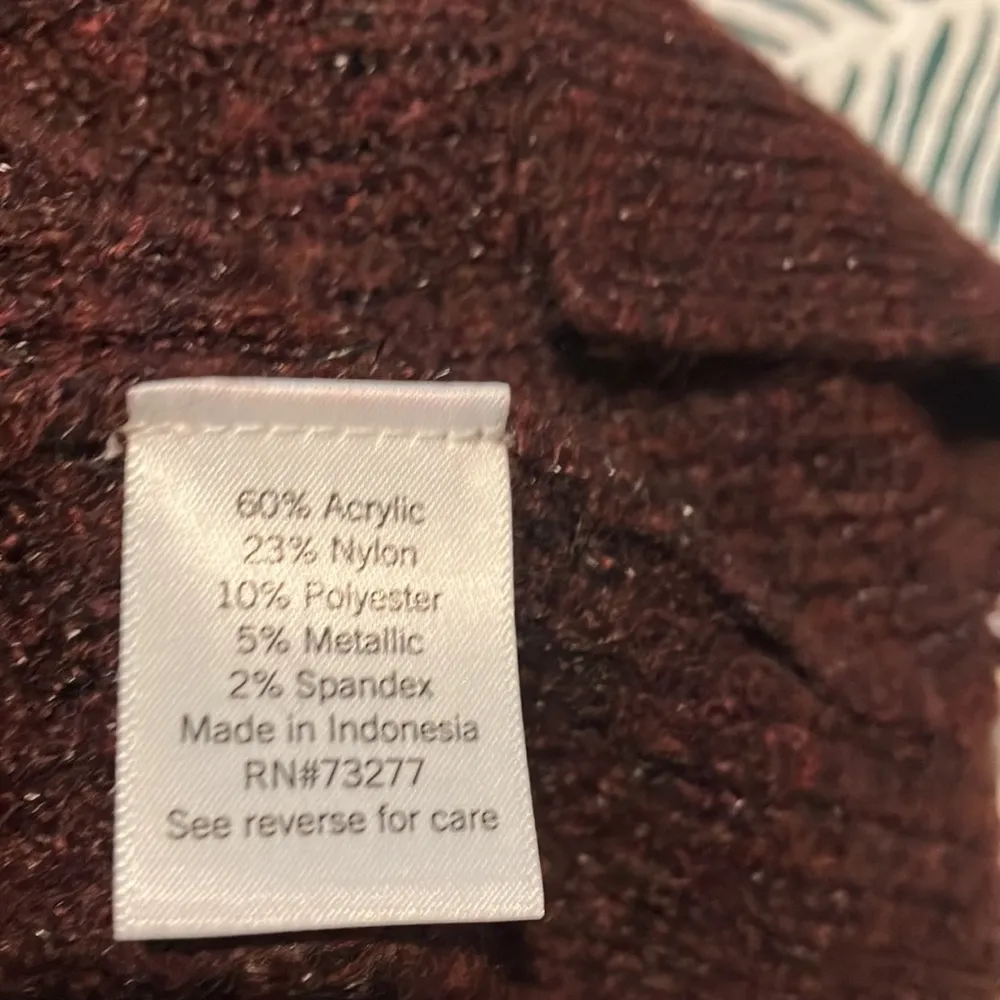 60% Acrylic
23% Nylon
10% Polyester
5% Metallic
2% Spandex
Made in Indonesia
RN#73277
See reverse for care